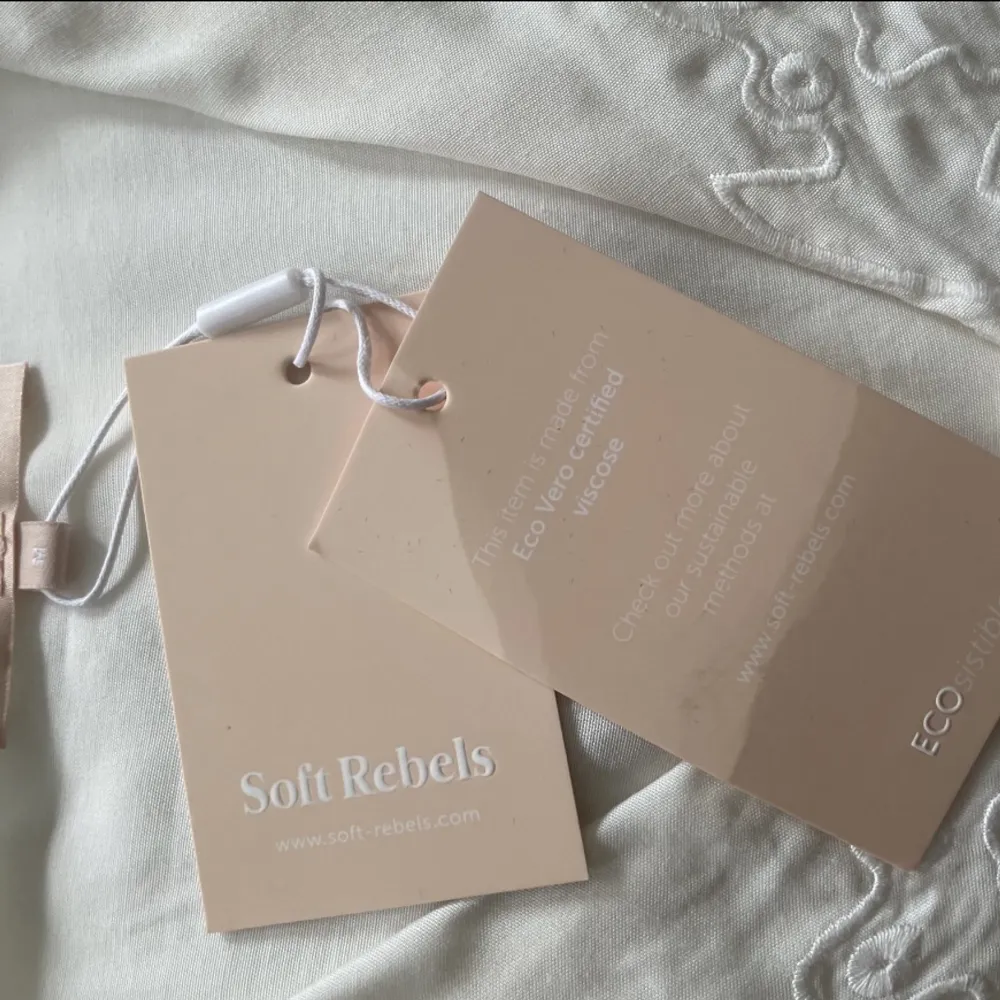 M
Soft Rebels
www.soft-rebels.com
This item is made from
Eco Vero certified
viscose
Check out more about
our sustainable
methods at
www.soft-rebels.com
ECO